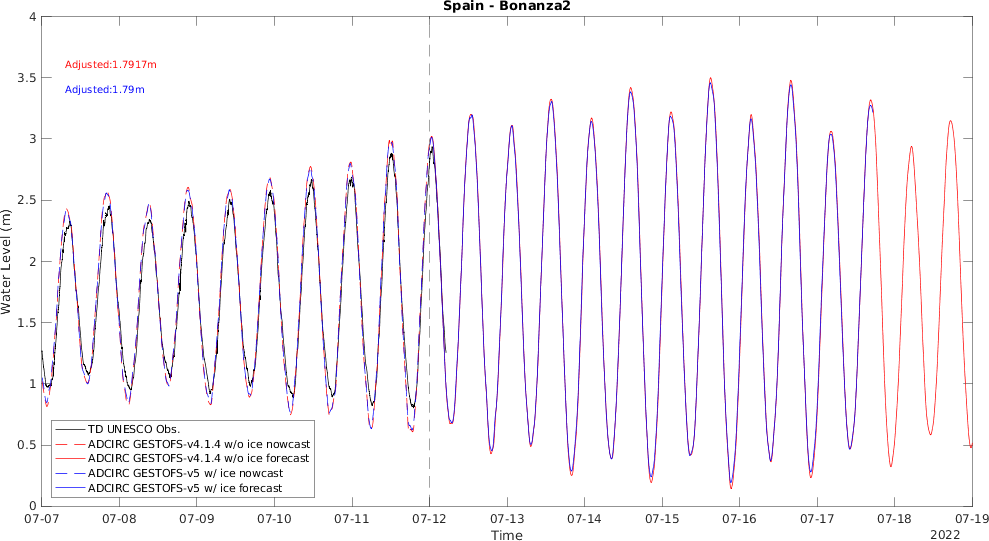 Spain - Bonanza2
4
3.5
3
2.5
2
1.5
1
0.5
0
Water Level (m)
Adjusted:1.7917m
Adjusted:1.79m
TD UNESCO Obs.
ADCIRC GESTOFS-v4.1.4 w/o ice nowcast
ADCIRC GESTOFS-v4.1.4 w/o ice forecast
ADCIRC GESTOFS-v5 w/ ice nowcast
ADCIRC GESTOFS-v5 w/ ice forecast
07-07 07-08 07-09 07-10 07-11 07-12 07-13 07-14 07-15 07-16 07-17 07-18 07-19
Time
2022